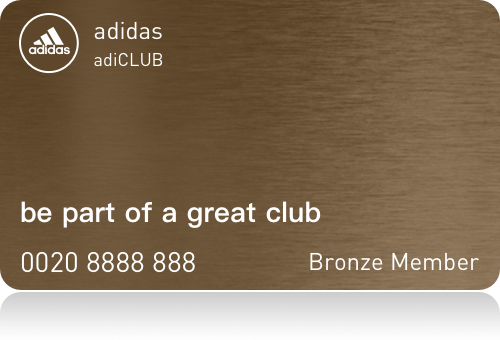 adidas
adidas
adiCLUB
be part of a great club
0020 8888 888
Bronze Member